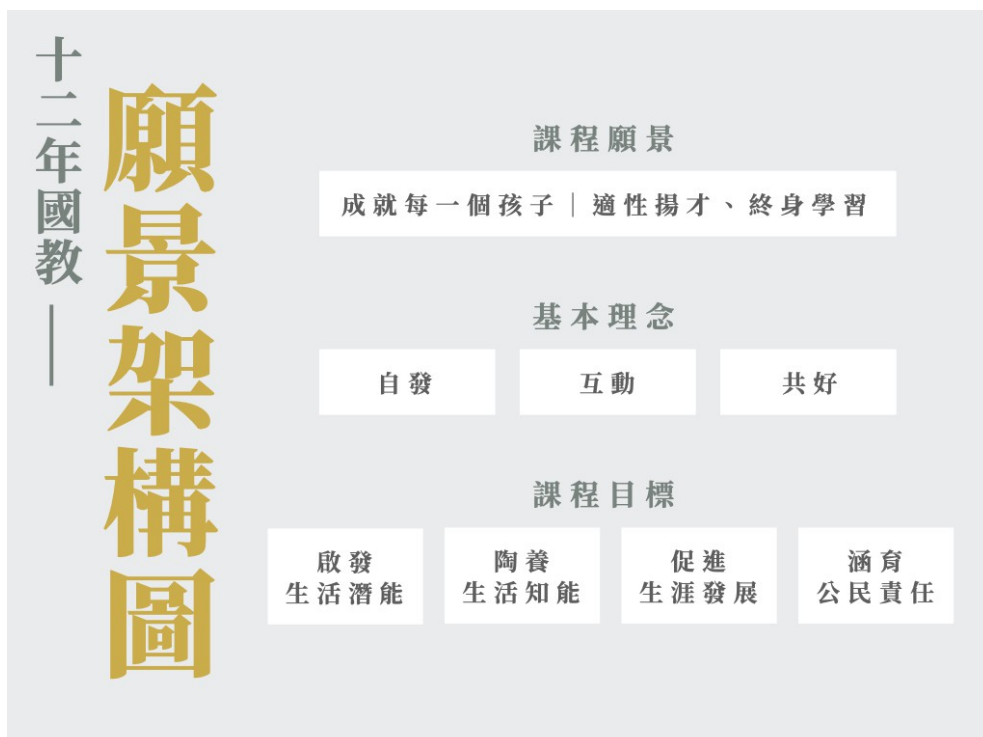 十二年國教——
願景架構圖
課程願景
成就每一個孩子｜適性揚才、終身學習
基本理念
自發
互動
共好
課程目標
啟發
生活潛能
陶養
生活知能
促進
生涯發展
涵育
公民責任